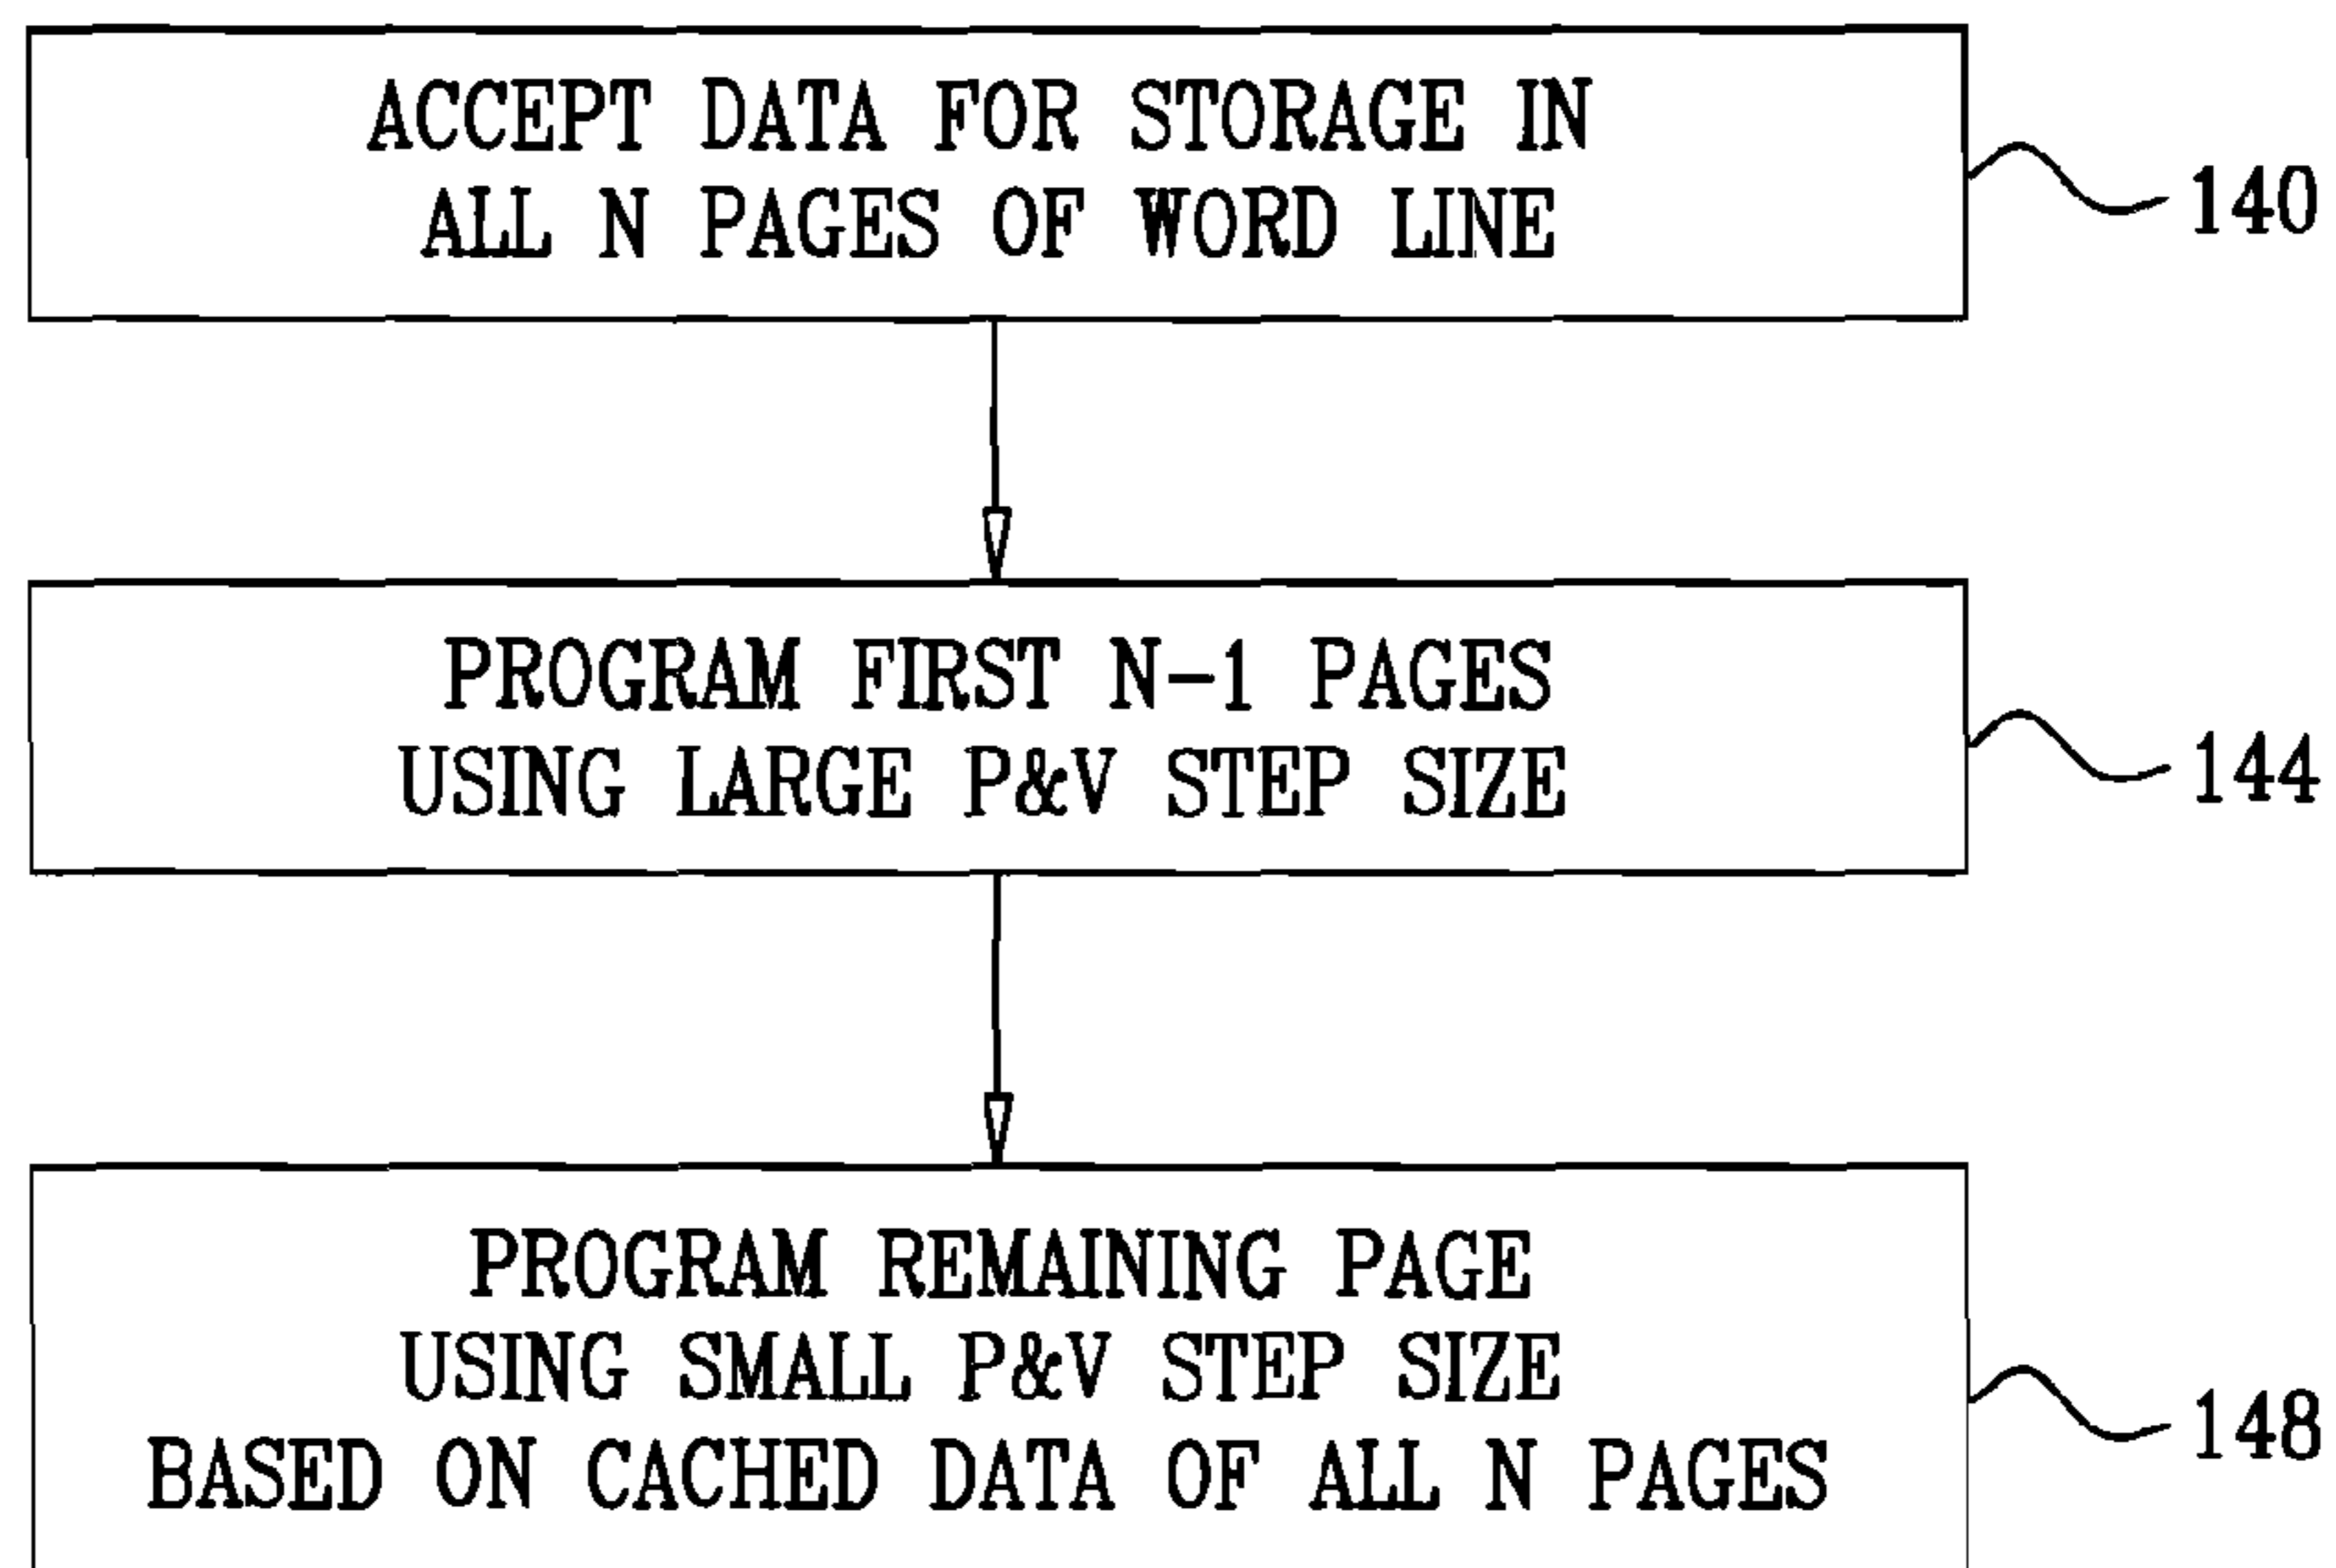 ACCEPT DATA FOR STORAGE IN
ALL N PAGES OF WORD LINE
140
PROGRAM FIRST N-1 PAGES
USING LARGE P&V STEP SIZE
144
PROGRAM REMAINING PAGE
USING SMALL P&V STEP SIZE
BASED ON CACHED DATA OF ALL N PAGES
148